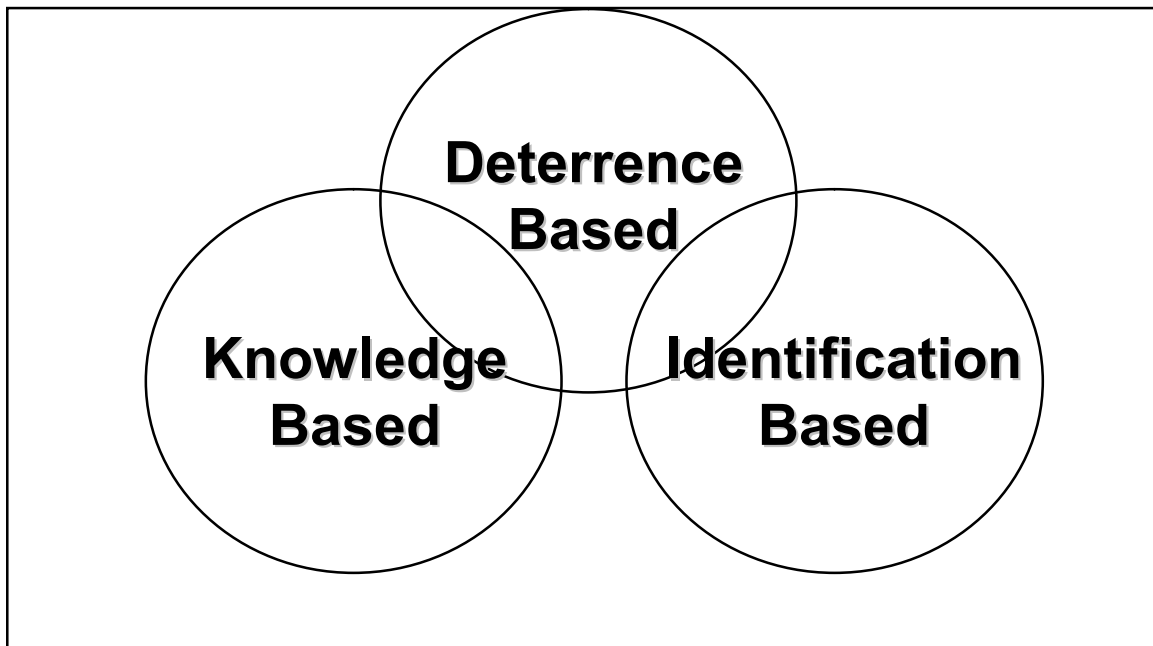 Deterrence
Based
Knowledge
Based
Identification
Based